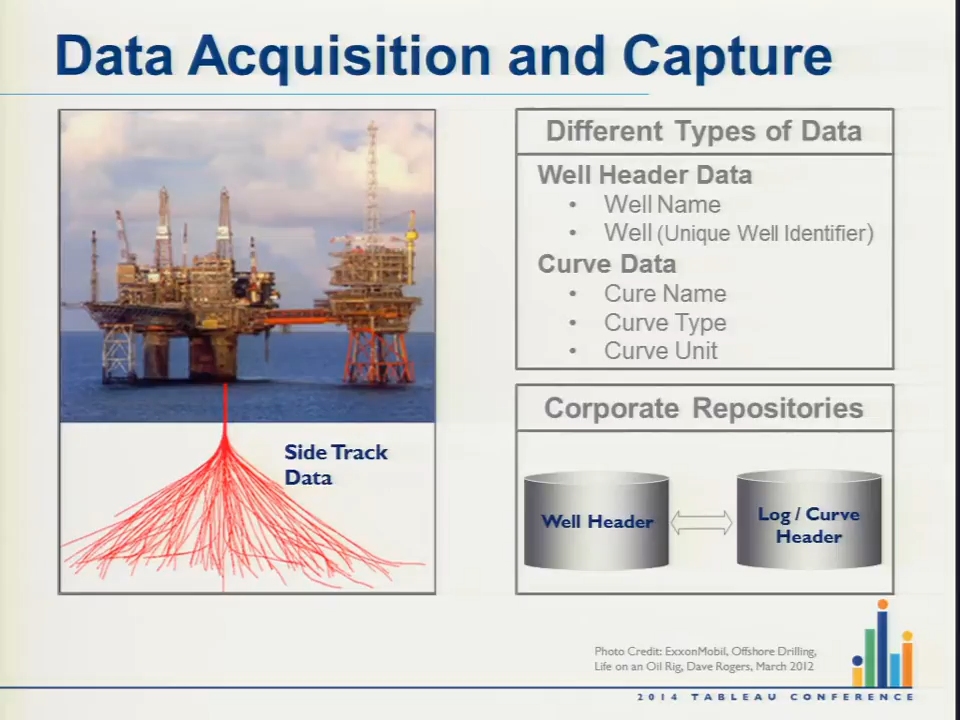 Data Acquisition and Capture
Side Track
Data
Different Types of Data
Well Header Data
• Well Name
• Well (Unique Well Identifier)
Curve Data
• Cure Name
• Curve Type
• Curve Unit
Corporate Repositories
Well Header
Log / Curve
Header
Photo Credit: ExxonMobil, Offshore Drilling,
Life on an Oil Rig, Dave Rogers, March 2012
2014 TABLEAU CONFERENCE